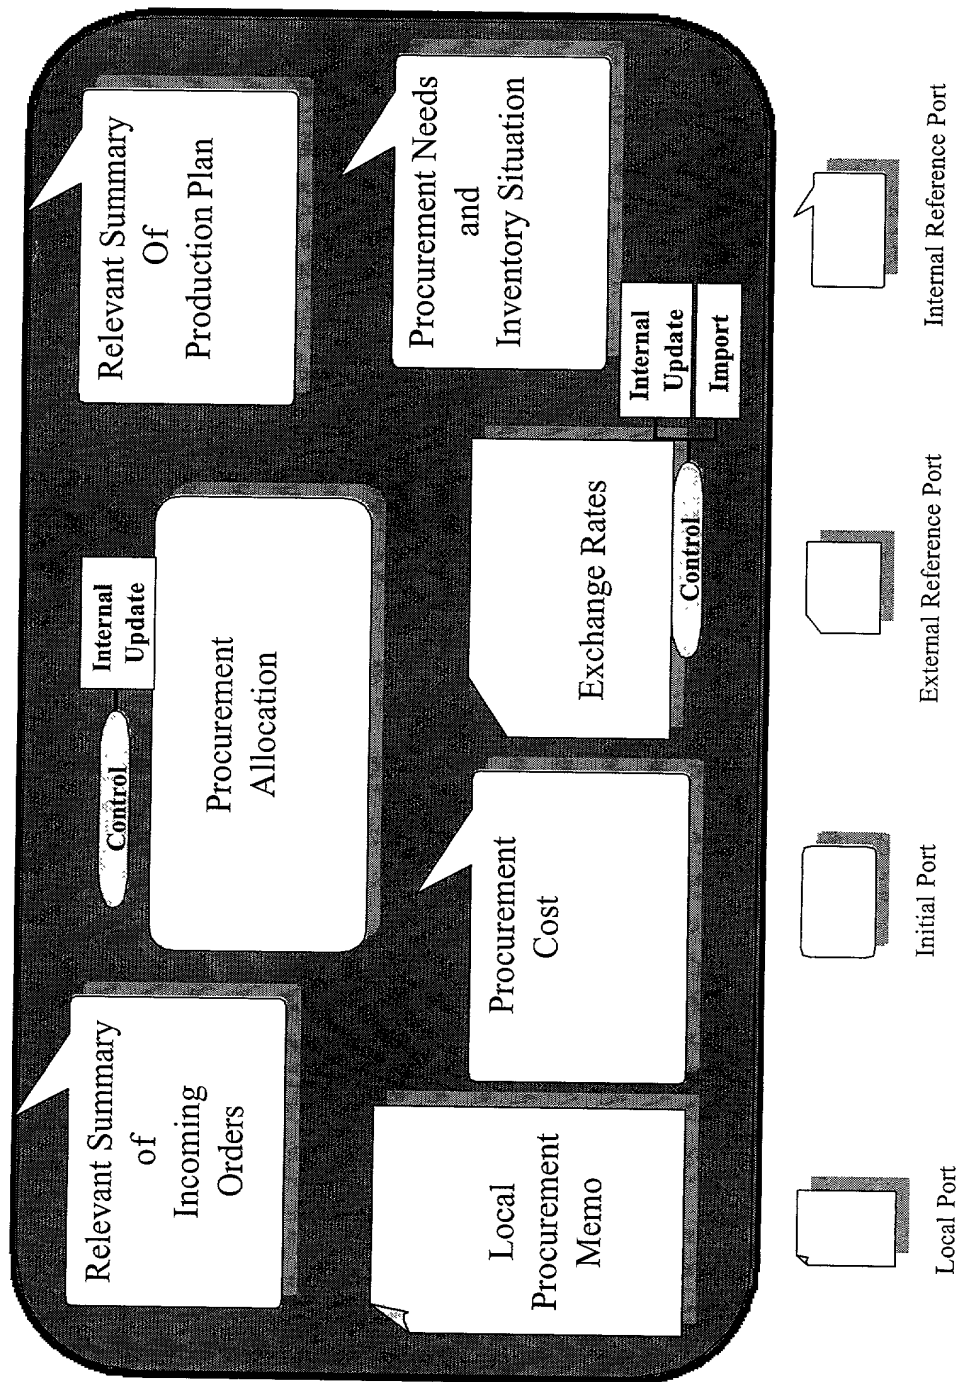 Relevant Summary
of
Incoming
Orders
Control
Internal
Update
Procurement
Allocation
Relevant Summary
Of
Production Plan
Local
Procurement
Memo
Procurement
Cost
Exchange Rates
Control
Internal
Update
Import
Procurement Needs
and
Inventory Situation
Local Port
Initial Port
External Reference Port
Internal Reference Port